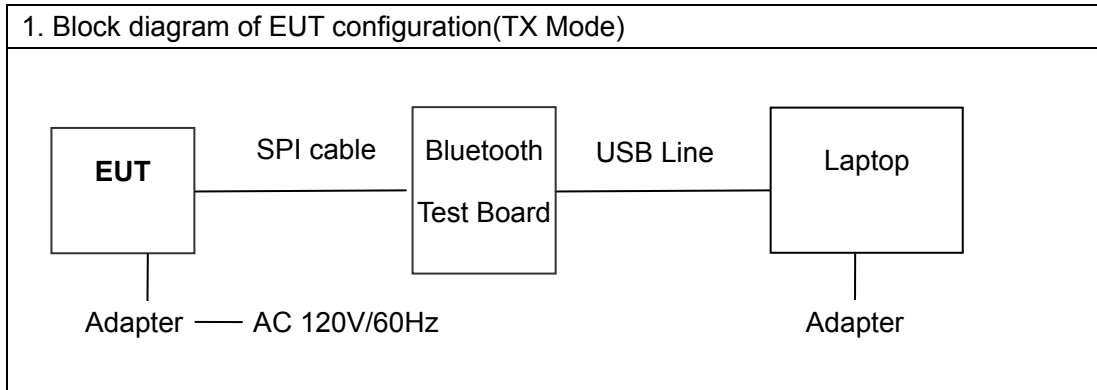 1. Block diagram of EUT configuration(TX Mode)
EUT
SPI cable
Bluetooth
Test Board
USB Line
Laptop
Adapter
AC 120V/60Hz
Adapter